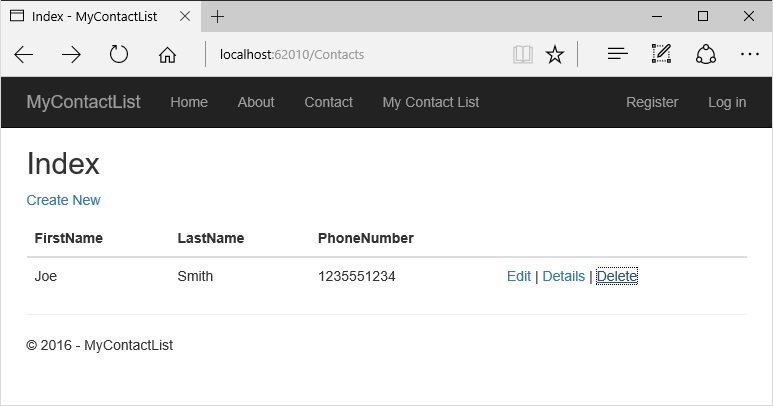 Index - MyContactList
localhost:62010/Contacts
MyContactList Home About Contact My Contact List Register Log in
Index
Create New
FirstName LastName PhoneNumber
Joe Smith 1235551234 Edit | Details | Delete
© 2016 - MyContactList